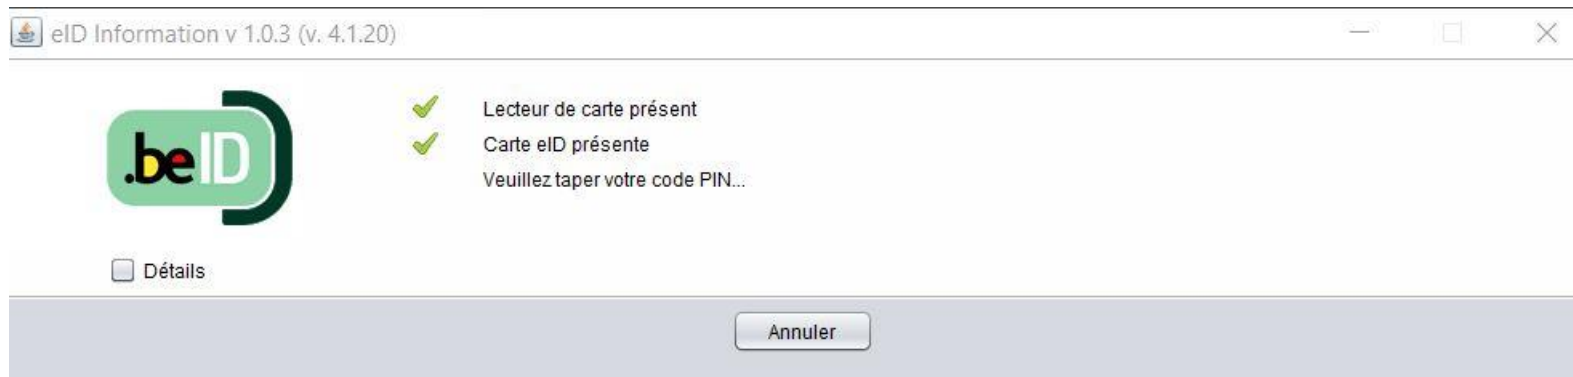 eID Information v 1.0.3 (v. 4.1.20)
.beID
Lecteur de carte présent
Carte eID présente
Veuillez taper votre code PIN...
Détails
Annuler